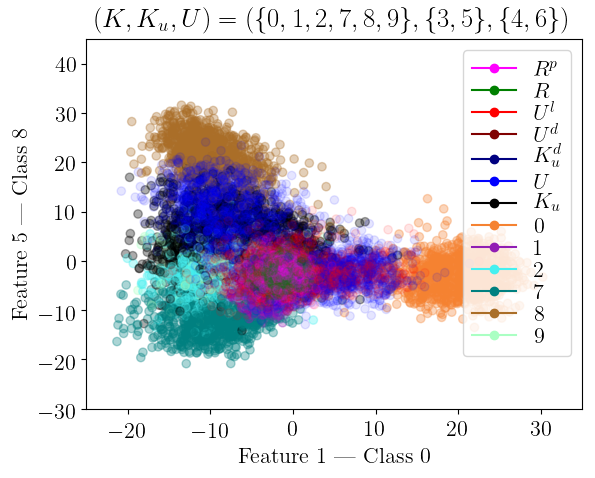 (K, K_u, U) = ({0, 1, 2, 7, 8, 9}, {3, 5}, {4, 6})
Feature 5 — Class 8
40
30
20
10
0
−10
−20
−30
−20
−10
0
10
20
30
Feature 1 — Class 0
R^p
R
U^l
U^d
K_u^d
U
K_u
0
1
2
7
8
9